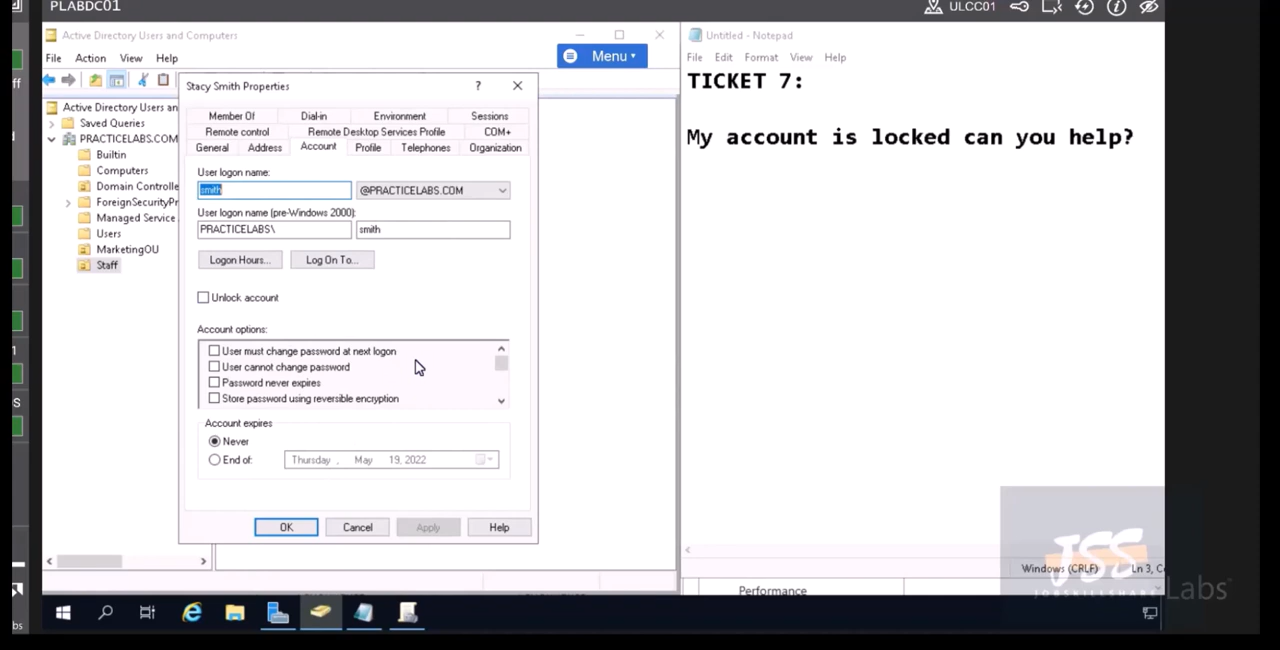 PLABDC01
ULCC01
Active Directory Users and Computers
File Action View Help
Menu
Active Directory Users an
Saved Queries
PRACTICELABS.COM
Builtin
Computers
Domain Controlle
ForeignSecurityPr
Managed Service
Users
MarketingOU
Staff
Stacy Smith Properties
?
Member Of Dial-in Environment Sessions
Remote control Remote Desktop Services Profile COM+
General Address Account Profile Telephones Organization
User logon name:
smith @PRACTICELABS.COM
User logon name (pre-Windows 2000):
PRACTICELABS\ smith
Logon Hours... Log On To...
Unlock account
Account options:
User must change password at next logon
User cannot change password
Password never expires
Store password using reversible encryption
Account expires
Never
End of: Thursday , May 19, 2022
OK Cancel Apply Help
Untitled - Notepad
File Edit Format View Help
TICKET 7:
My account is locked can you help?
Windows (CRLF) Ln 3, C
Performance
JSS
JOBSKILLSHARE
Labs